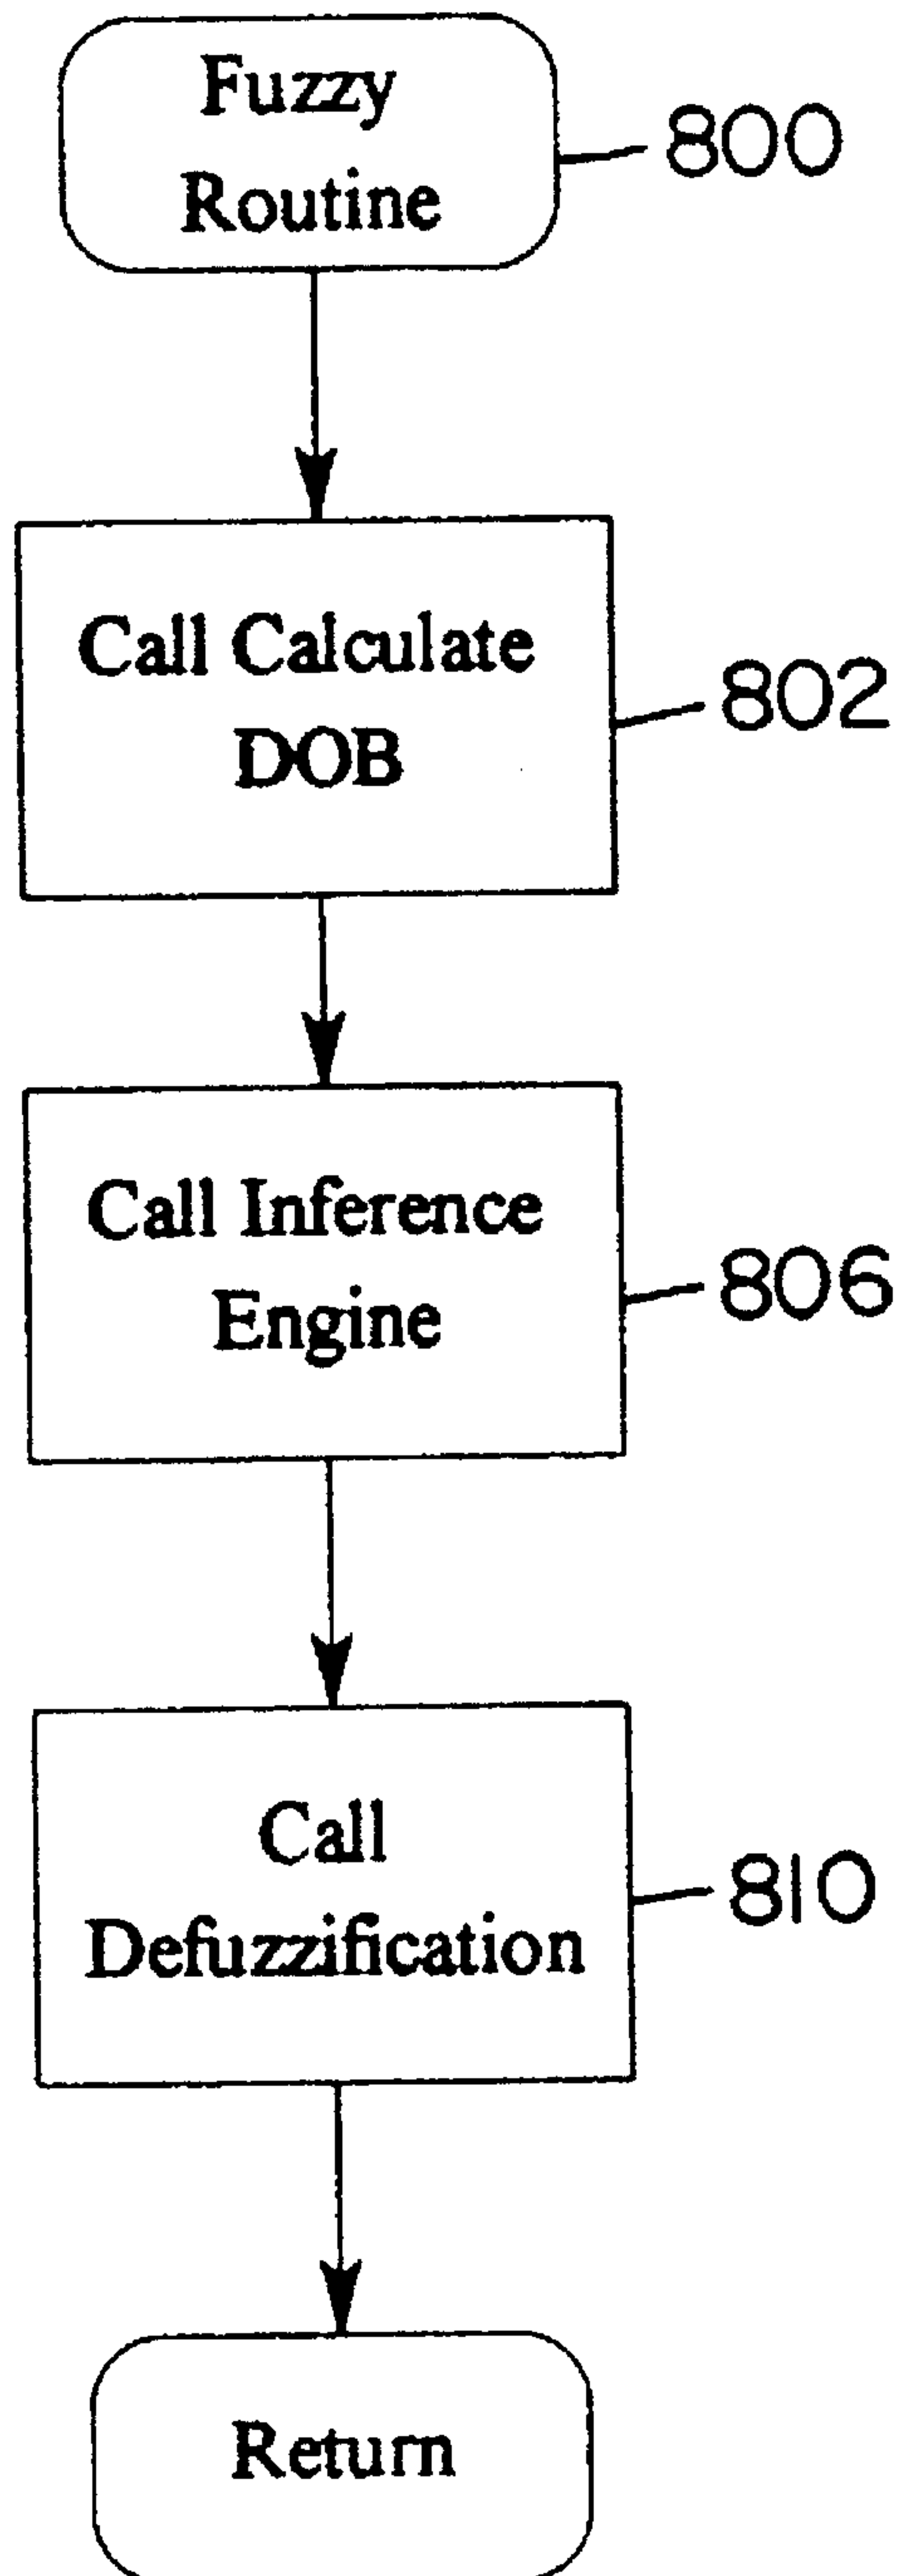 Fuzzy
Routine
800
Call Calculate
DOB
802
Call Inference
Engine
806
Call
Defuzzification
810
Return